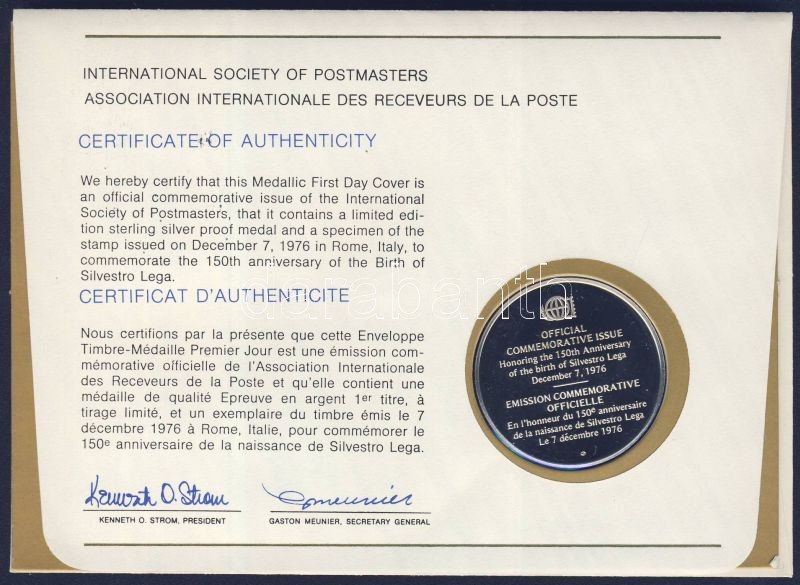 INTERNATIONAL SOCIETY OF POSTMASTERS
ASSOCIATION INTERNATIONALE DES RECEVEURS DE LA POSTE
CERTIFICATE OF AUTHENTICITY
We hereby certify that this Medallic First Day Cover is
an official commemorative issue of the International
Society of Postmasters, that it contains a limited edi-
tion sterling silver proof medal and a specimen of the
stamp issued on December 7, 1976 in Rome, Italy, to
commemorate the 150th anniversary of the Birth of
Silvestro Lega.
CERTIFICAT D'AUTHENTICITE
Nous certifions par la présente que cette Enveloppe
Timbre-Médaille Premier Jour est une émission com-
mémorative officielle de l'Association Internationale
des Receveurs de la Poste et qu'elle contient une
médaille de qualité Epreuve en argent 1er titre, à
tirage limité, et un exemplaire du timbre émis le 7
décembre 1976 à Rome, Italie, pour commémorer le
150e anniversaire de la naissance de Silvestro Lega.
Kenneth O. Strom
G Meunier
KENNETH O. STROM, PRESIDENT
GASTON MEUNIER, SECRETARY GENERAL
OFFICIAL
COMMEMORATIVE ISSUE
Honoring the 150th Anniversary
of the birth of Silvestro Lega
December 7, 1976
EMISSION COMMEMORATIVE
OFFICIELLE
En l'honneur du 150e anniversaire
de la naissance de Silvestro Lega
Le 7 décembre 1976
darabanth